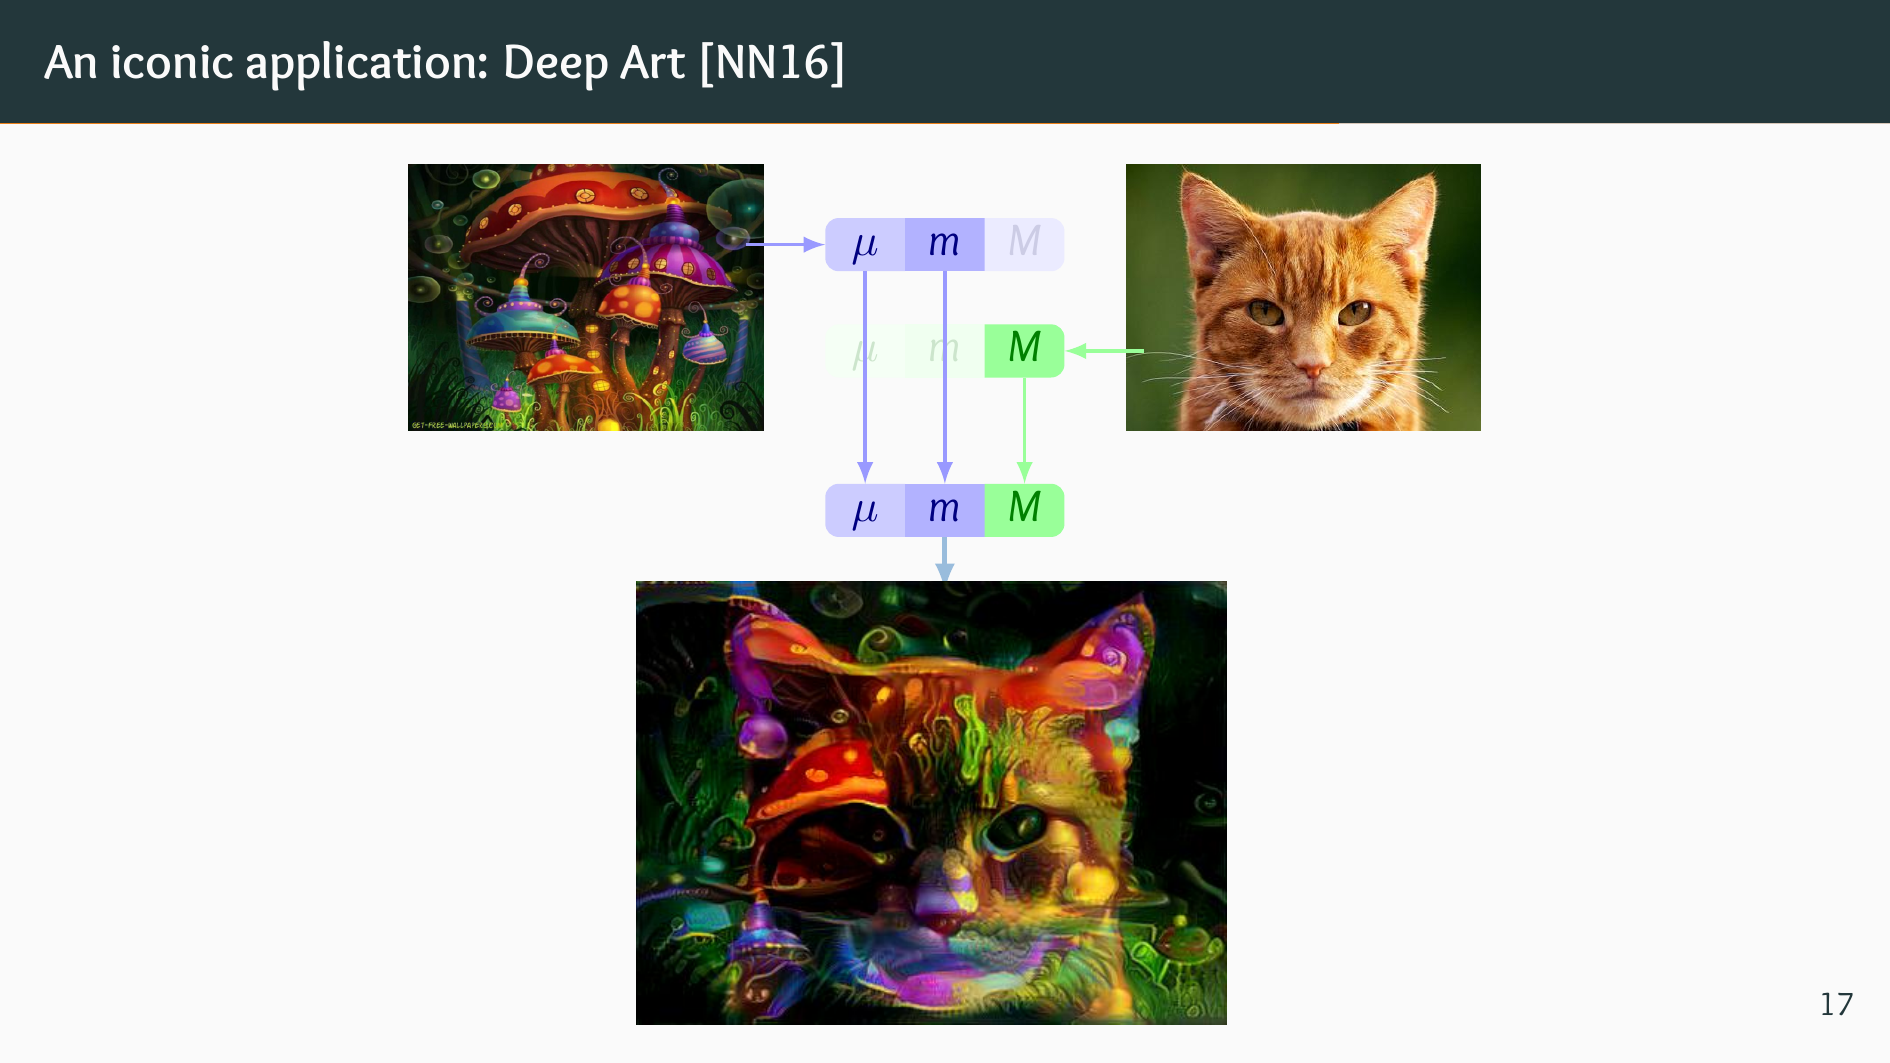 An iconic application: Deep Art [NN16]
μ m M
μ m M
μ m M
17